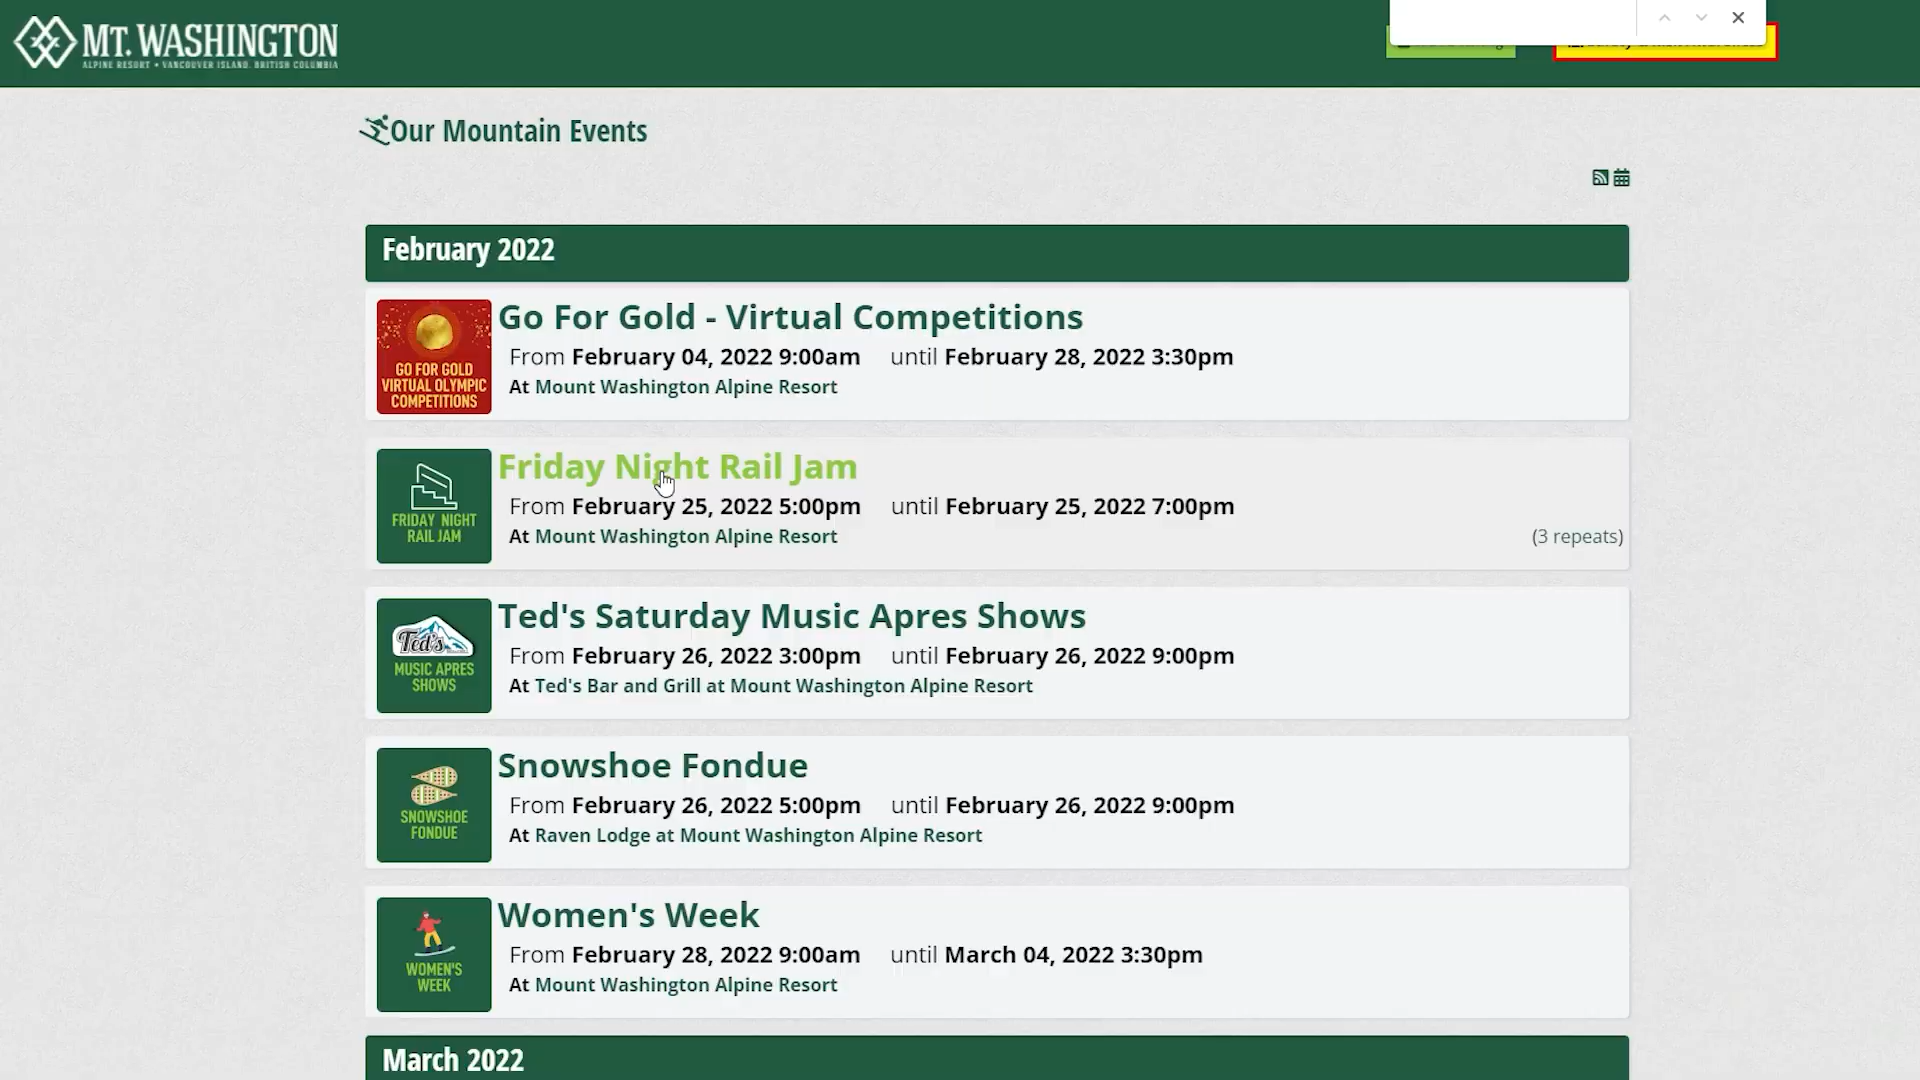 MT. WASHINGTON
ALPINE RESORT • VANCOUVER ISLAND, BRITISH COLUMBIA
Our Mountain Events
February 2022
GO FOR GOLD
VIRTUAL OLYMPIC
COMPETITIONS
Go For Gold - Virtual Competitions
From February 04, 2022 9:00am until February 28, 2022 3:30pm
At Mount Washington Alpine Resort
FRIDAY NIGHT
RAIL JAM
Friday Night Rail Jam
From February 25, 2022 5:00pm until February 25, 2022 7:00pm
At Mount Washington Alpine Resort
(3 repeats)
Ted's
MUSIC APRES
SHOWS
Ted's Saturday Music Apres Shows
From February 26, 2022 3:00pm until February 26, 2022 9:00pm
At Ted's Bar and Grill at Mount Washington Alpine Resort
SNOWSHOE
FONDUE
Snowshoe Fondue
From February 26, 2022 5:00pm until February 26, 2022 9:00pm
At Raven Lodge at Mount Washington Alpine Resort
WOMEN'S
WEEK
Women's Week
From February 28, 2022 9:00am until March 04, 2022 3:30pm
At Mount Washington Alpine Resort
March 2022